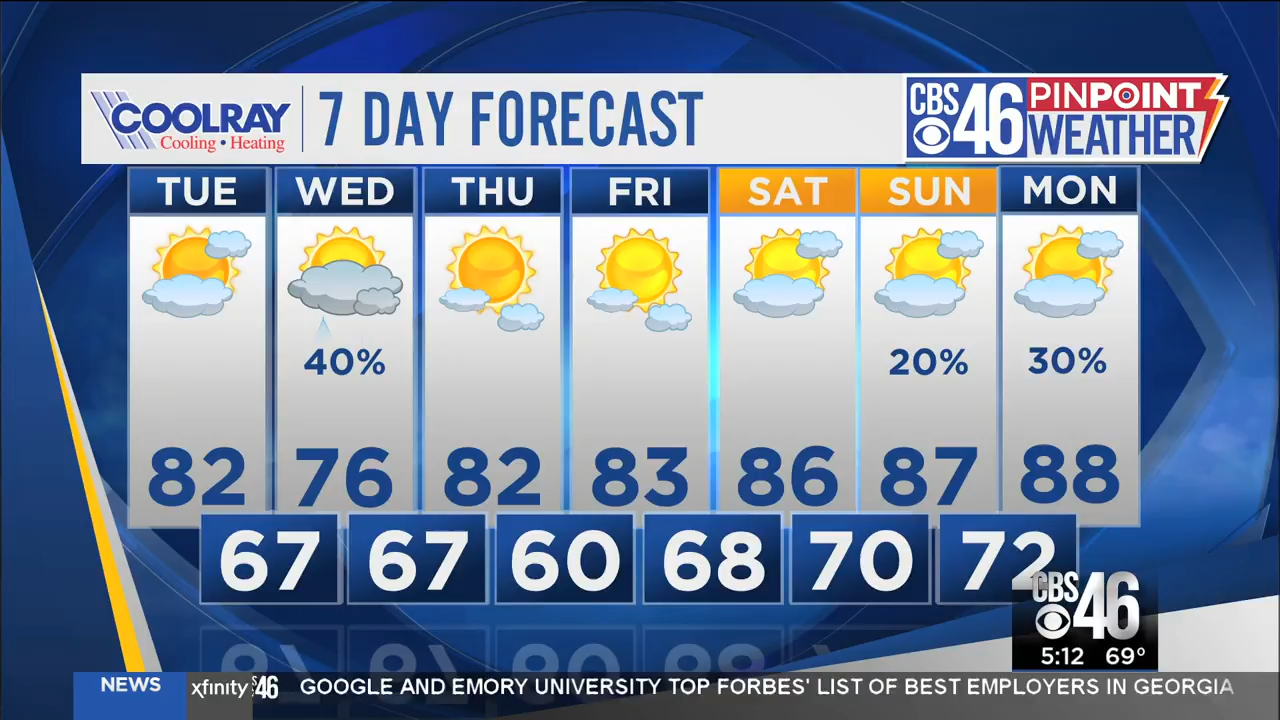 COOLRAY
Cooling • Heating
7 DAY FORECAST
CBS 46 PINPOINT
WEATHER
TUE WED THU FRI SAT SUN MON
40% 20% 30%
82 76 82 83 86 87 88
67 67 60 68 70 72
CBS 46
5:12 69°
NEWS xfinity 46 GOOGLE AND EMORY UNIVERSITY TOP FORBES' LIST OF BEST EMPLOYERS IN GEORGIA